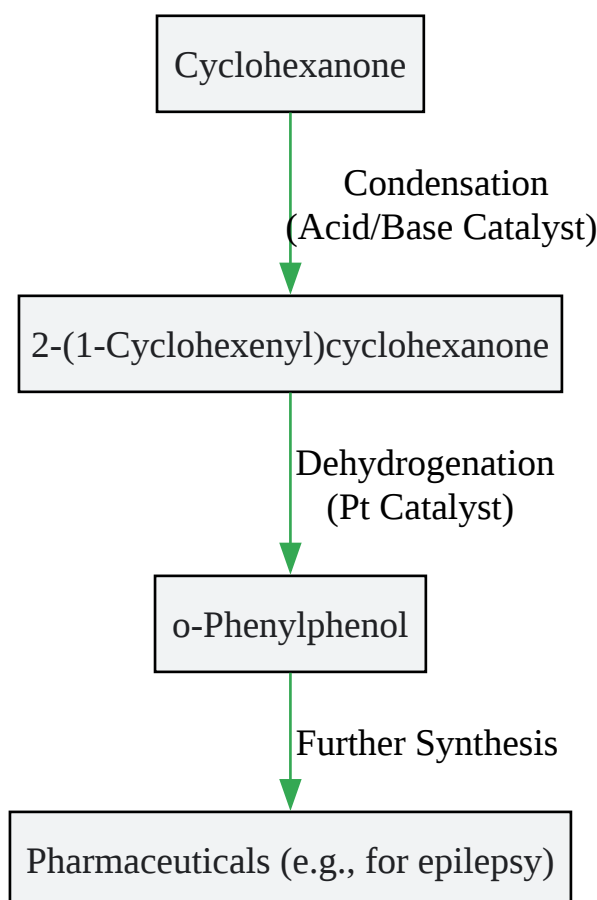 Cyclohexanone
Condensation
(Acid/Base Catalyst)
2-(1-Cyclohexenyl)cyclohexanone
Dehydrogenation
(Pt Catalyst)
o-Phenylphenol
Further Synthesis
Pharmaceuticals (e.g., for epilepsy)